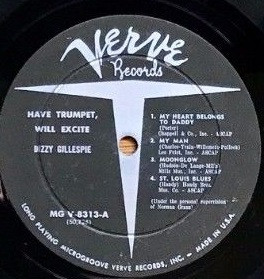 Verve
Records
HAVE TRUMPET,
WILL EXCITE
DIZZY GILLESPIE
1. MY HEART BELONGS
TO DADDY
(Porter)
Chappell & Co., Inc. - ASCAP
2. MY MAN
(Charles-Yvain-Willemetz-Pollock)
Leo Feist, Inc. - ASCAP
3. MOONGLOW
(Hudson-De Lange-Mills)
Mills Mus., Inc. - ASCAP
4. ST. LOUIS BLUES
(Handy) Handy Bros.
Mus. Co. - ASCAP
(Under the personal supervision
of Norman Granz)
MG V-8313-A
LONG PLAYING MICROGROOVE VERVE RECORDS, INC. MADE IN U.S.A.